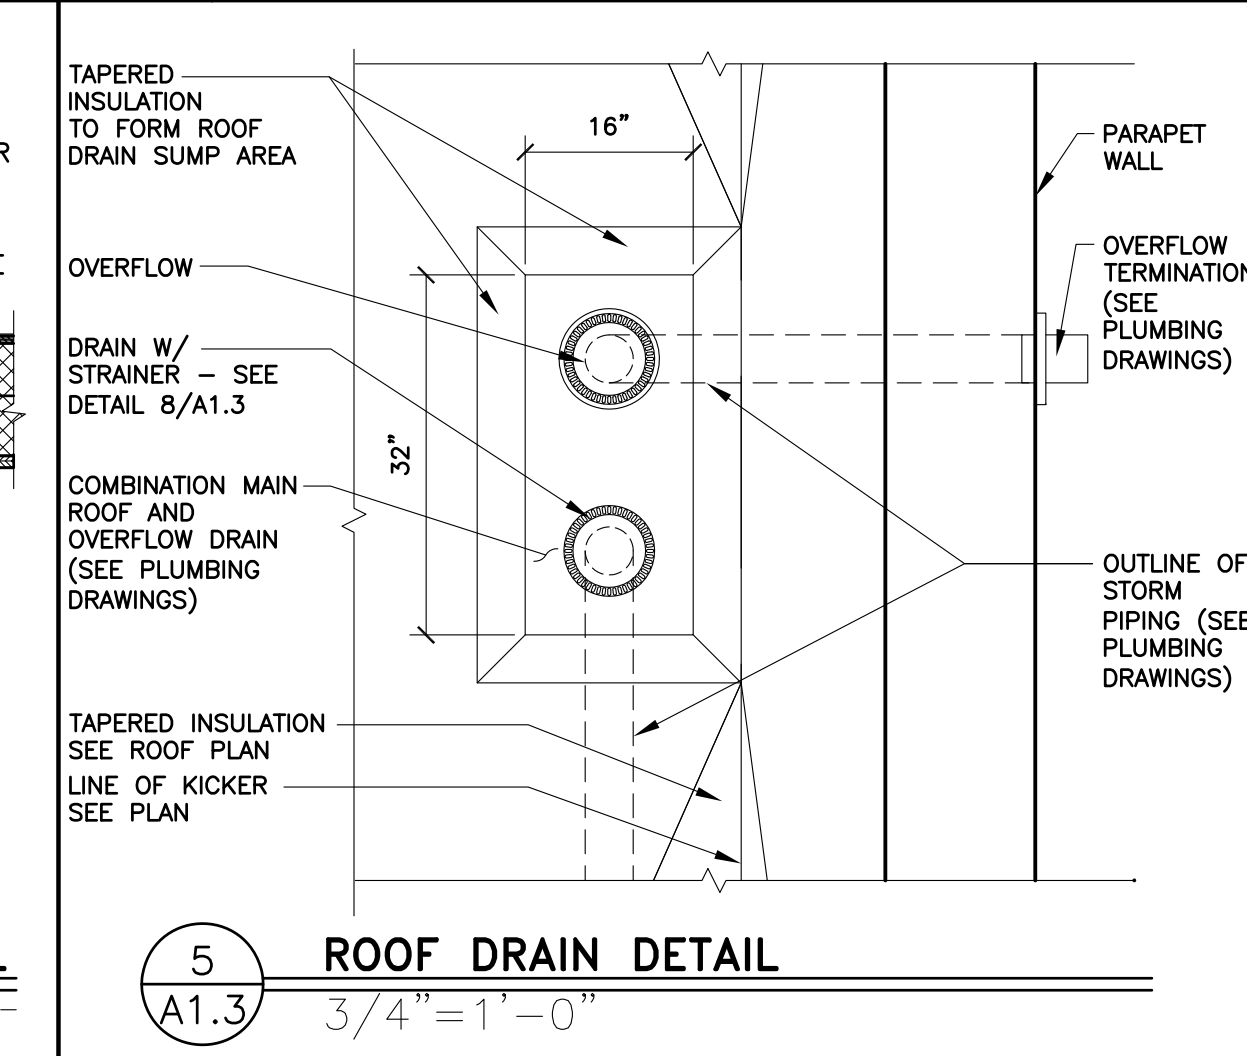 TAPERED
INSULATION
TO FORM ROOF
DRAIN SUMP AREA
16"
PARAPET
WALL
OVERFLOW
OVERFLOW
TERMINATION
(SEE
PLUMBING
DRAWINGS)
DRAIN W/
STRAINER – SEE
DETAIL 8/A1.3
32"
COMBINATION MAIN
ROOF AND
OVERFLOW DRAIN
(SEE PLUMBING
DRAWINGS)
OUTLINE OF
STORM
PIPING (SEE
PLUMBING
DRAWINGS)
TAPERED INSULATION
SEE ROOF PLAN
LINE OF KICKER
SEE PLAN
5
A1.3
ROOF DRAIN DETAIL
3/4"=1'-0"